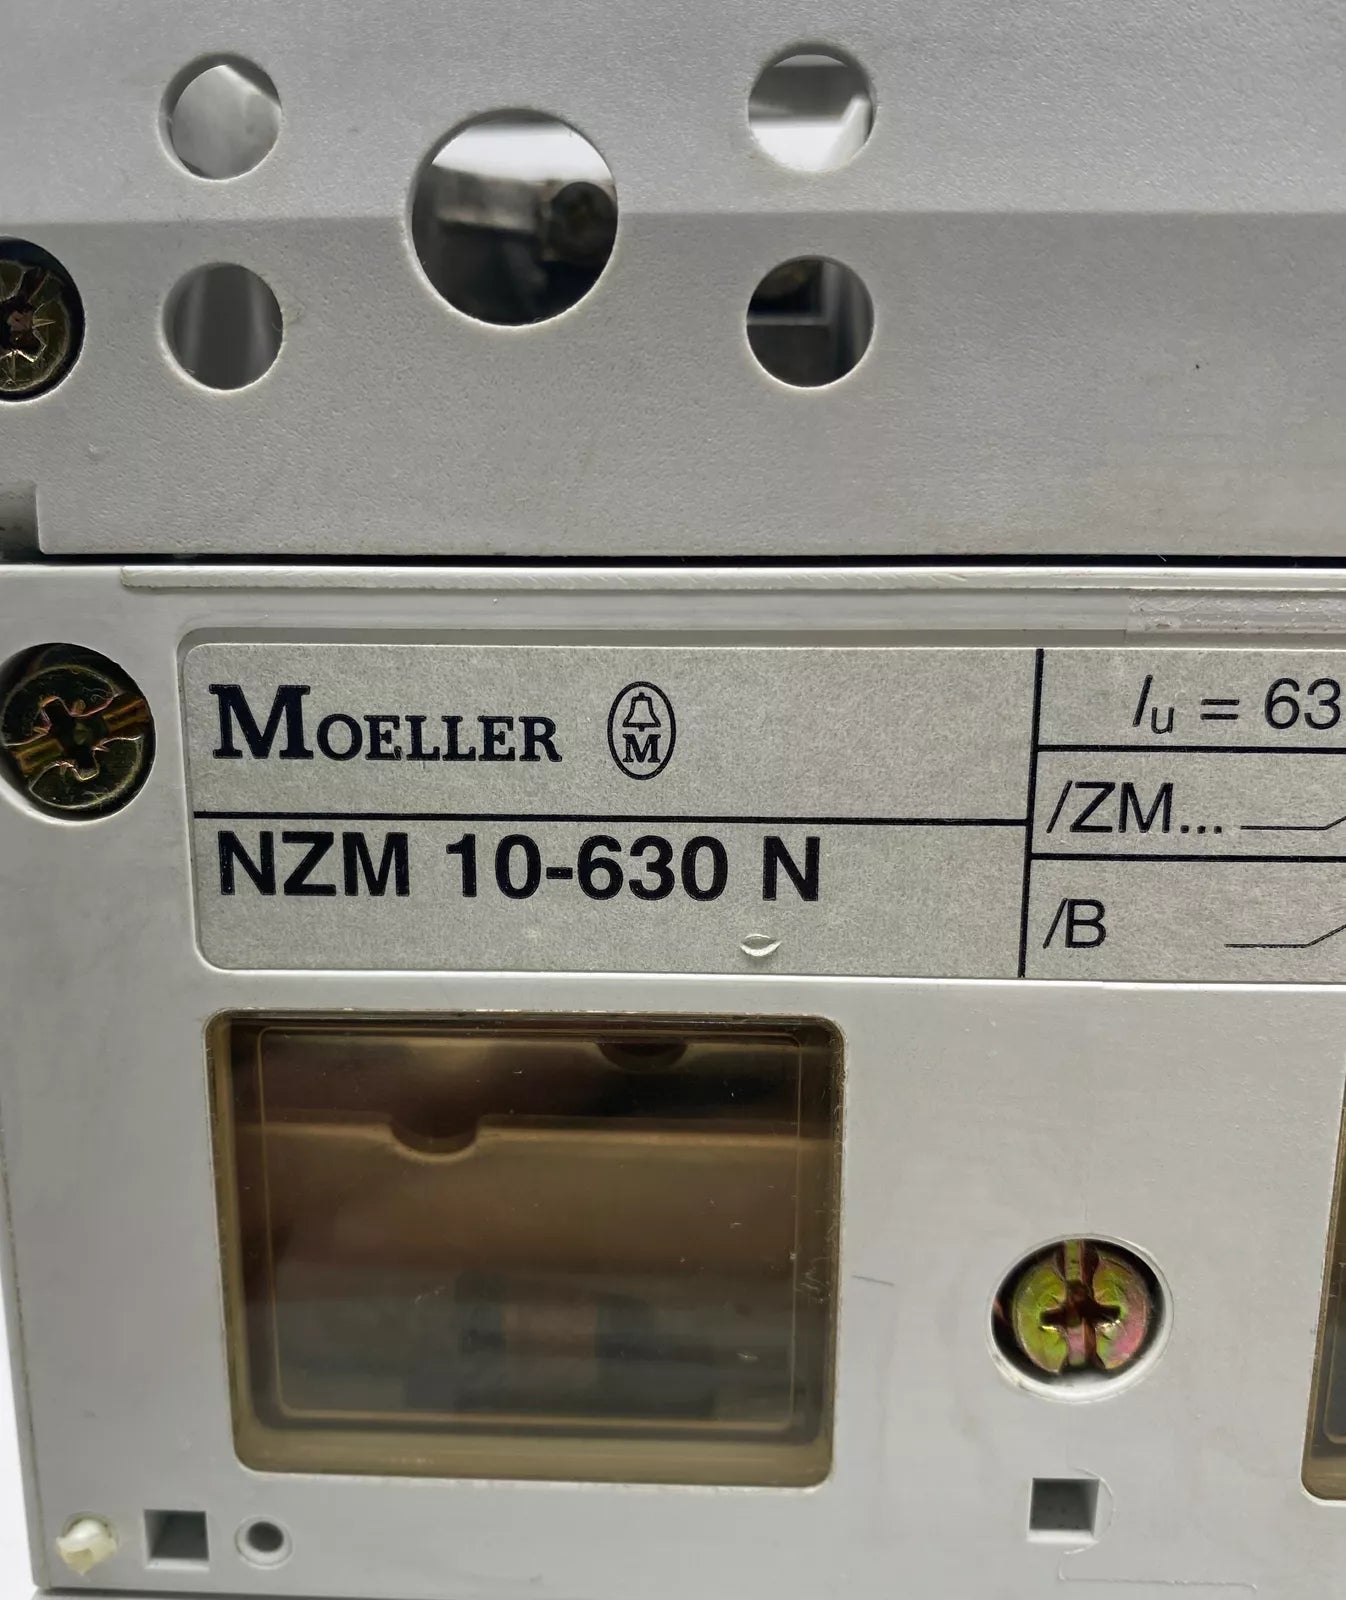 MOELLER M
NZM 10-630 N
Iu = 63
/ZM...
/B